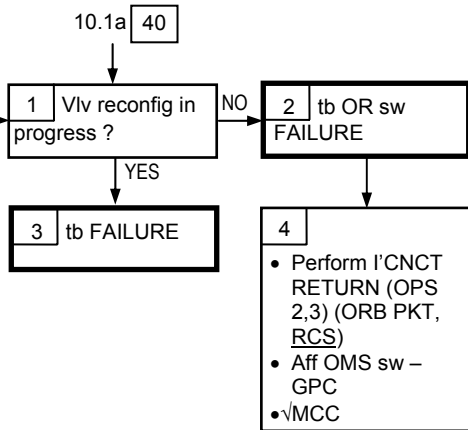 10.1a 40
1 Vlv reconfig in
progress ?
NO
YES
2 tb OR sw
FAILURE
3 tb FAILURE
4
• Perform I'CNCT
RETURN (OPS
2,3) (ORB PKT,
RCS)
• Aff OMS sw –
GPC
•√MCC